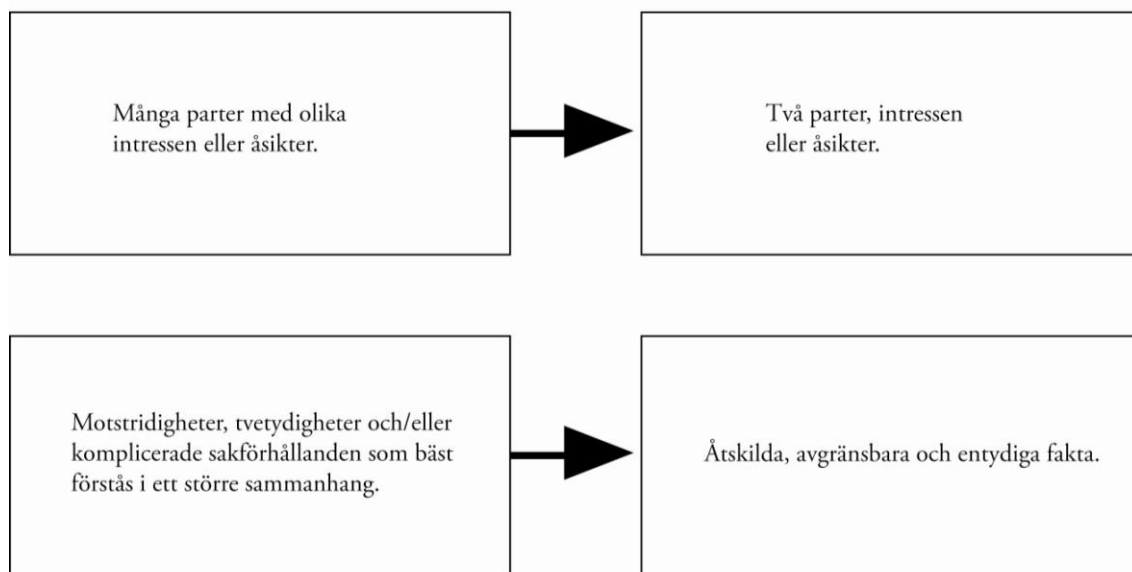 Många parter med olika
intressen eller åsikter.
Två parter, intressen
eller åsikter.
Motstridigheter, tvetydigheter och/eller
komplicerade sakförhållanden som bäst
förstås i ett större sammanhang.
Åtskilda, avgränsbara och entydiga fakta.